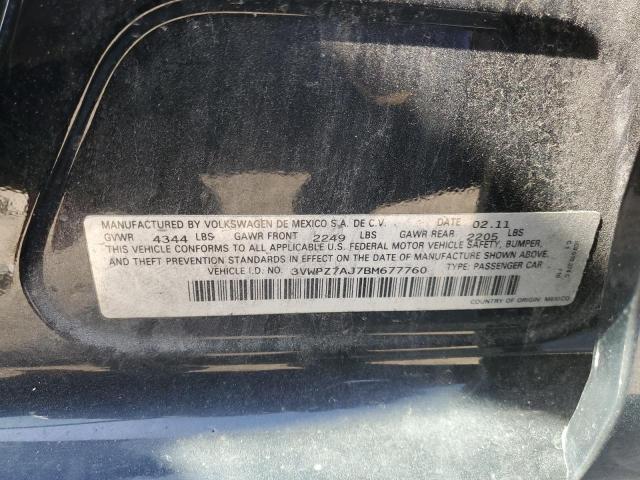 MANUFACTURED BY VOLKSWAGEN DE MEXICO S.A. DE C.V. DATE 02.11
GVWR 4344 LBS GAWR FRONT 2249 LBS GAWR REAR 2205 LBS
THIS VEHICLE CONFORMS TO ALL APPLICABLE U.S. FEDERAL MOTOR VEHICLE SAFETY, BUMPER,
AND THEFT PREVENTION STANDARDS IN EFFECT ON THE DATE OF MANUFACTURE SHOWN ABOVE.
VEHICLE I.D. NO. 3VWPZ7AJ7BM677760 TYPE: PASSENGER CAR
COUNTRY OF ORIGIN: MEXICO